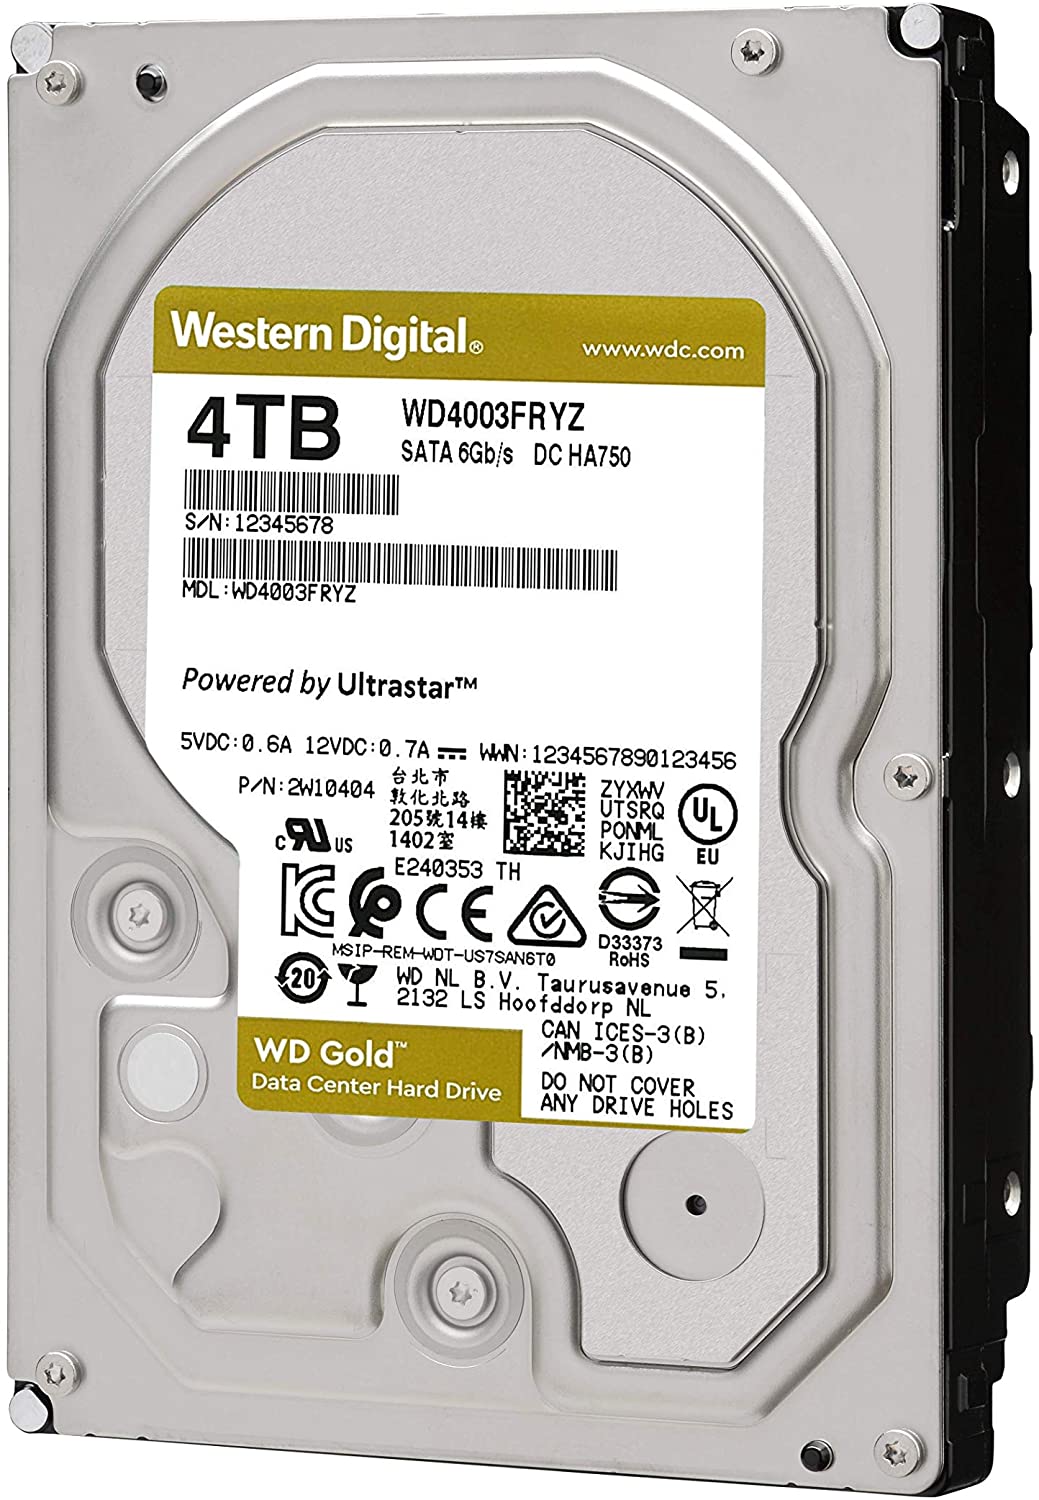 Western Digital®
www.wdc.com
4TB
WD4003FRYZ
SATA 6Gb/s DC HA750
S/N:12345678
MDL:WD4003FRYZ
Powered by Ultrastar™
5VDC:0.6A 12VDC:0.7A WWN:1234567890123456
P/N:2W10404
台北市
敦化北路
205號14樓
1402室
ZYXWV
UTSRQ
PONML
KJIHG
UL
EU
c RU US
E240353 TH
KC
CE
D33373
RoHS
MSIP-REM-WDT-US7SAN6T0
20
WD NL B.V. Taurusavenue 5,
2132 LS Hoofddorp NL
CAN ICES-3(B)
/NMB-3(B)
WD Gold™
Data Center Hard Drive
DO NOT COVER
ANY DRIVE HOLES